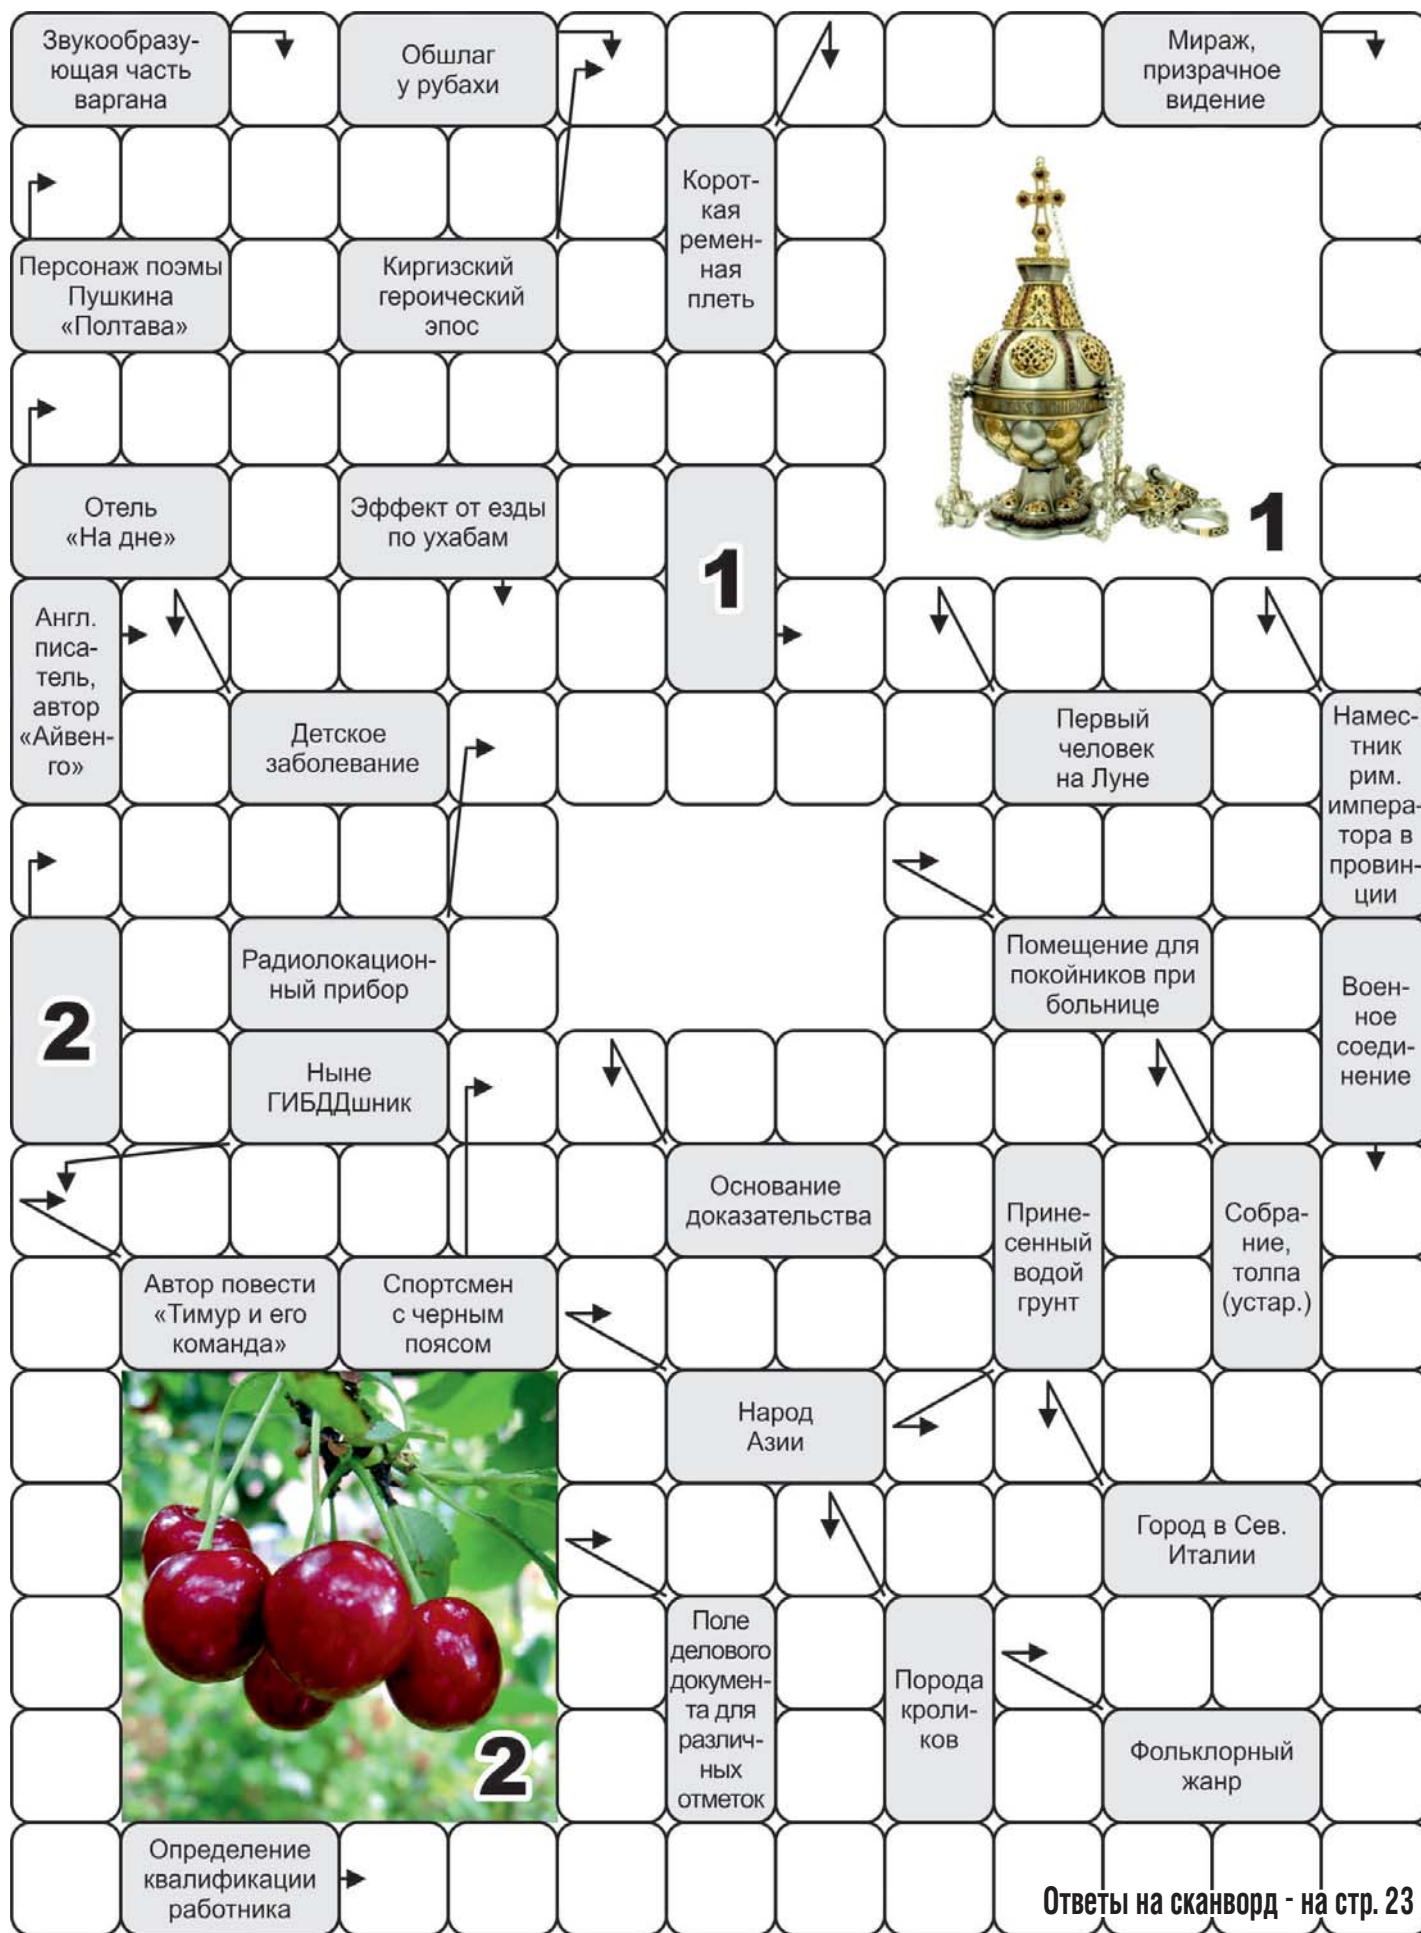 Звукообразу-
ющая часть
варгана
Обшлаг
у рубахи
Мираж,
призрачное
видение
Корот-
кая
ремен-
ная
плеть
Персонаж поэмы
Пушкина
«Полтава»
Киргизский
героический
эпос
Отель
«На дне»
Эффект от езды
по ухабам
1
1
Англ.
писа-
тель,
автор
«Айвен-
го»
Детское
заболевание
Первый
человек
на Луне
Намес-
тник
рим.
импера-
тора в
провин-
ции
2
Радиолокацион-
ный прибор
Помещение для
покойников при
больнице
Воен-
ное
соеди-
нение
Ныне
ГИБДДшник
Основание
доказательства
Прине-
сенный
водой
грунт
Собра-
ние,
толпа
(устар.)
Автор повести
«Тимур и его
команда»
Спортсмен
с черным
поясом
Народ
Азии
Город в Сев.
Италии
Поле
делового
докумен-
та для
различ-
ных
отметок
Порода
кроли-
ков
2
Фольклорный
жанр
Определение
квалификации
работника
Ответы на сканворд - на стр. 23